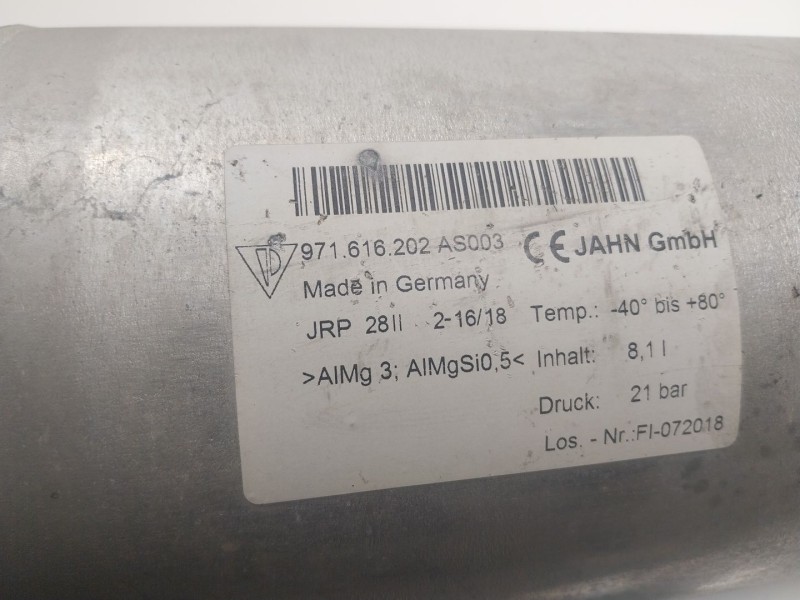 971.616.202 AS003 CE JAHN GmbH
Made in Germany
JRP 28II 2-16/18 Temp.: -40° bis +80°
>AlMg 3; AlMgSi0,5< Inhalt: 8,1 l
Druck: 21 bar
Los. - Nr.:FI-072018